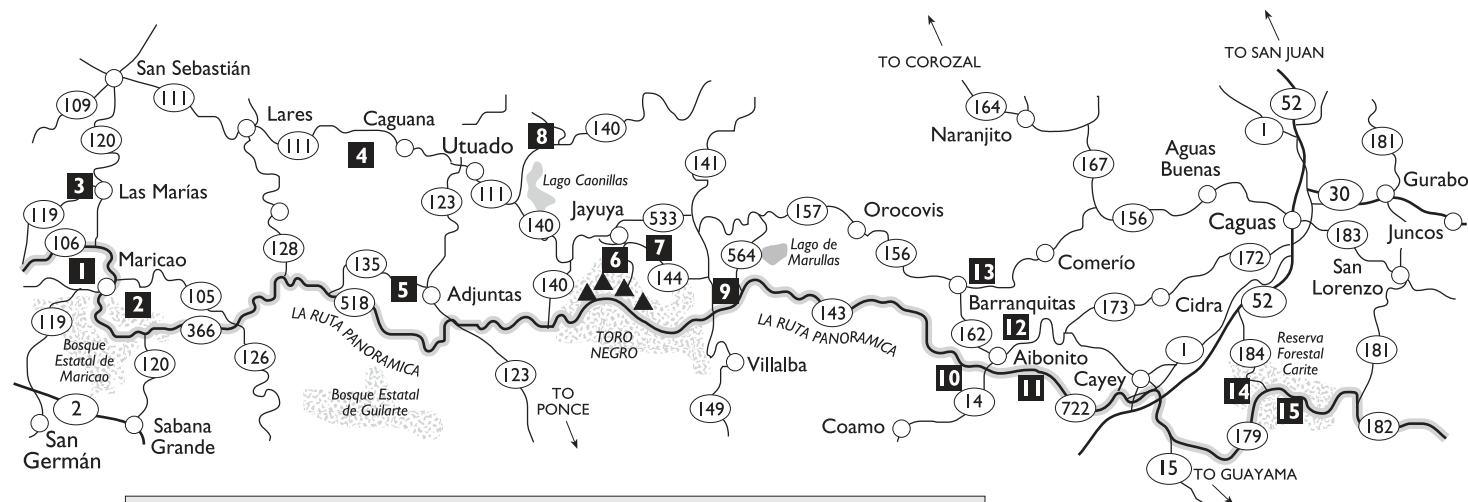 TO COROZAL
TO SAN JUAN
San Sebastián
109
111
120
Lares
111
Caguana
4
Utuado
8
140
141
164
Naranjito
167
Aguas
Buenas
1
52
181
30
Gurabo
3
Las Marías
119
106
Lago Caonillas
123
111
Jayuya
533
140
157
Orocovis
156
156
Caguas
183
Juncos
1
Maricao
2
128
135
5
6
7
144
564
Lago de
Marullas
9
13
Comerío
172
San
Lorenzo
105
518
Adjuntas
140
Barranquitas
173
Cidra
52
119
366
LA RUTA PANORAMICA
TORO
NEGRO
LA RUTA PANORAMICA
143
162
12
Bosque
Estatal de
Maricao
120
126
123
Villalba
Aibonito
1
184
Reserva
Forestal
Carite
181
2
Bosque Estatal
de Guilarte
TO
PONCE
149
10
11
14
Cayey
722
14
15
San
Germán
Sabana
Grande
Coamo
179
182
15
TO GUAYAMA